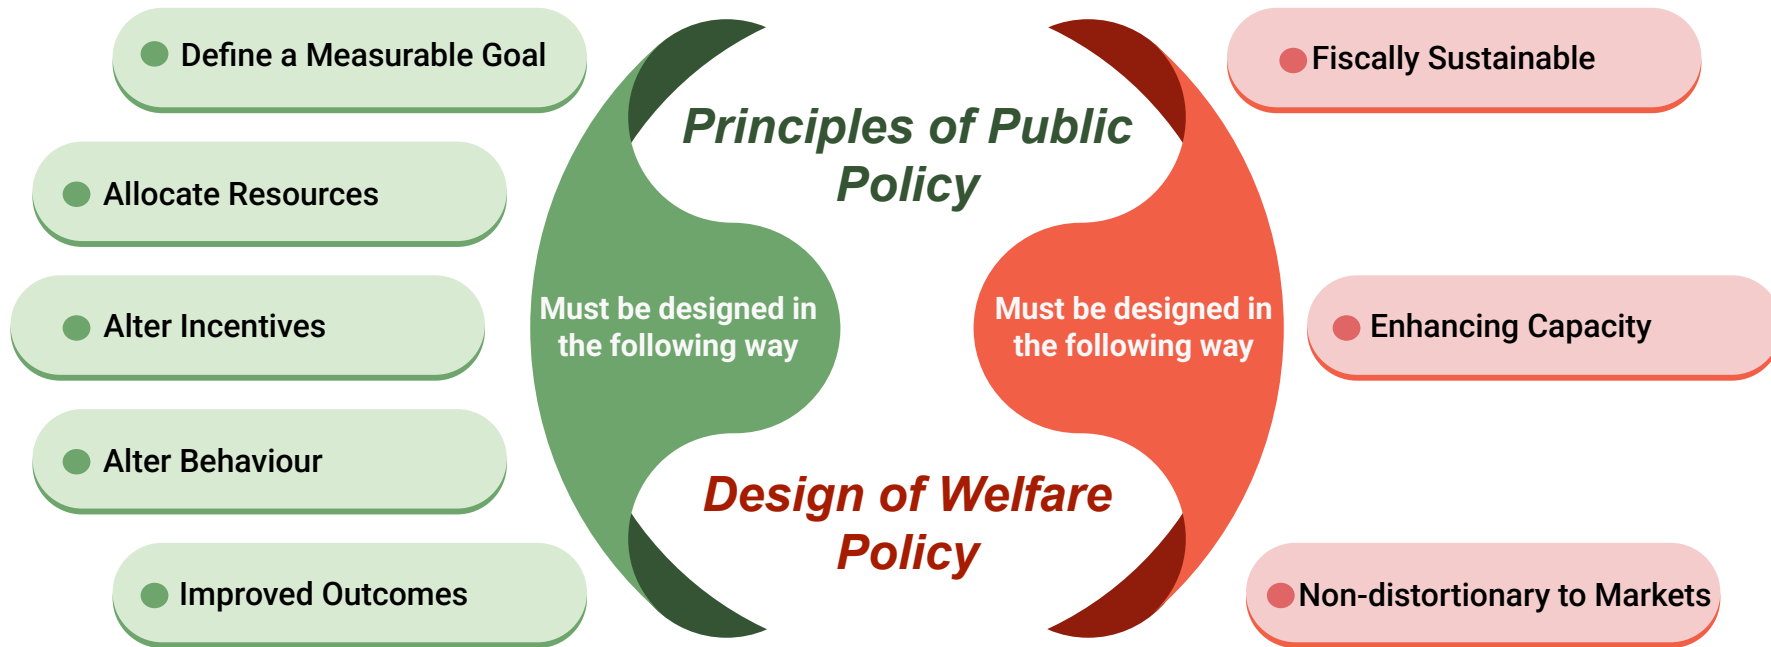 Define a Measurable Goal
Allocate Resources
Alter Incentives
Alter Behaviour
Improved Outcomes
Principles of Public
Policy
Must be designed in
the following way
Must be designed in
the following way
Design of Welfare
Policy
Fiscally Sustainable
Enhancing Capacity
Non-distortionary to Markets